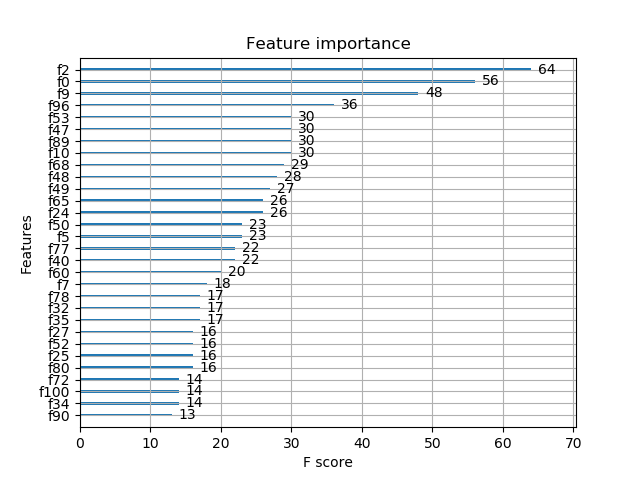 Feature importance
f2 64
f0 56
f9 48
f96 36
f53 30
f47 30
f89 30
f10 30
f68 29
f48 28
f49 27
f65 26
f24 26
f50 23
f5 23
f77 22
f40 22
f60 20
f7 18
f78 17
f32 17
f35 17
f27 16
f52 16
f25 16
f80 16
f72 14
f100 14
f34 14
f90 13
Features
0 10 20 30 40 50 60 70
F score